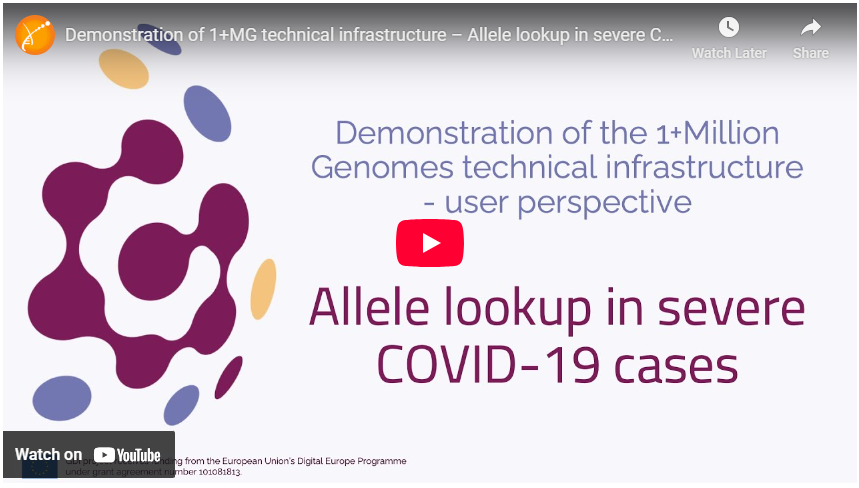 Demonstration of 1+MG technical infrastructure – Allele lookup in severe C...
Watch Later
Share
Demonstration of the 1+Million
Genomes technical infrastructure
- user perspective
Allele lookup in severe
COVID-19 cases
Watch on YouTube
funding from the European Union's Digital Europe Programme
under grant agreement number 101081813.